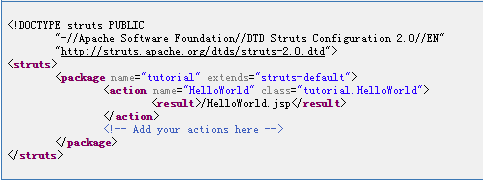 <!DOCTYPE struts PUBLIC
"-//Apache Software Foundation//DTD Struts Configuration 2.0//EN"
"http://struts.apache.org/dtds/struts-2.0.dtd">
<struts>
<package name="tutorial" extends="struts-default">
<action name="HelloWorld" class="tutorial.HelloWorld">
<result>/HelloWorld.jsp</result>
</action>
<!-- Add your actions here -->
</package>
</struts>